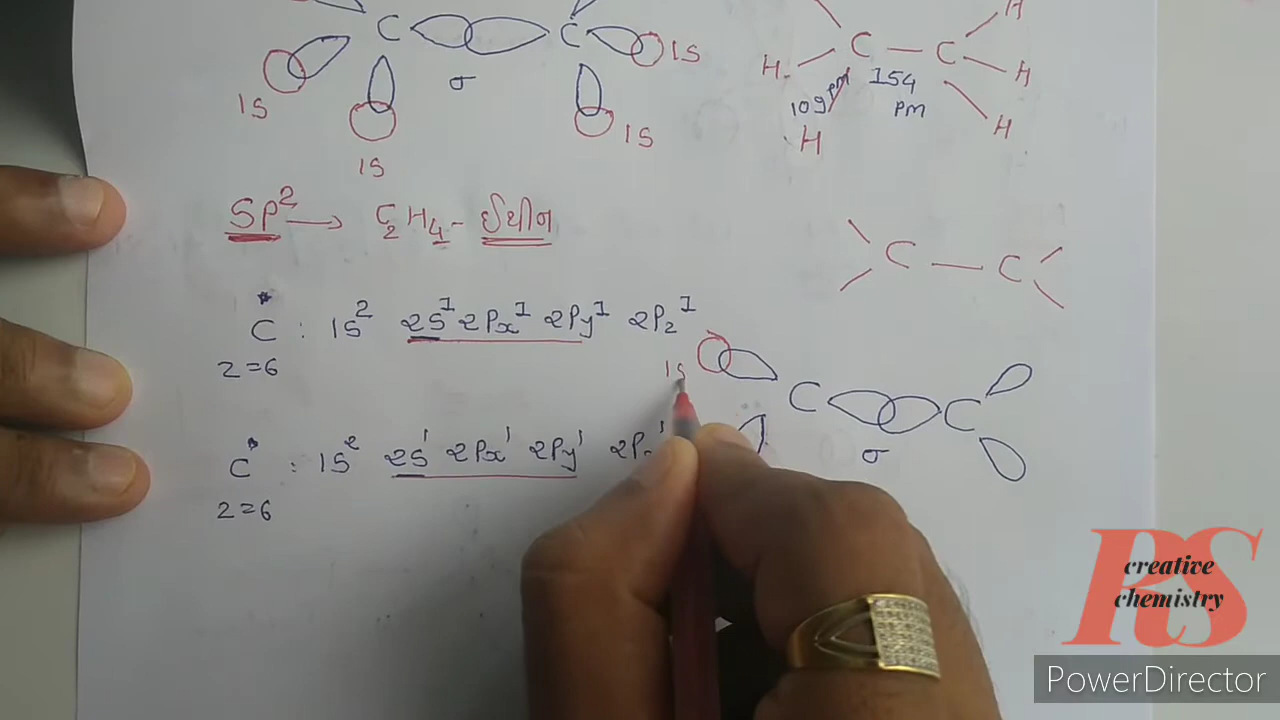 C C 1S
1S σ 1S
1S
H C — C H
H H
109 pm 154 pm
H H
SP² → C₂H₄ - ઈથીન
C — C
C* : 1S² 2S¹ 2Px¹ 2Py¹ 2Pz¹
Z=6
1S C C
σ
C* : 1S² 2S¹ 2Px¹ 2Py¹
Z=6
RS
creative
chemistry
PowerDirector